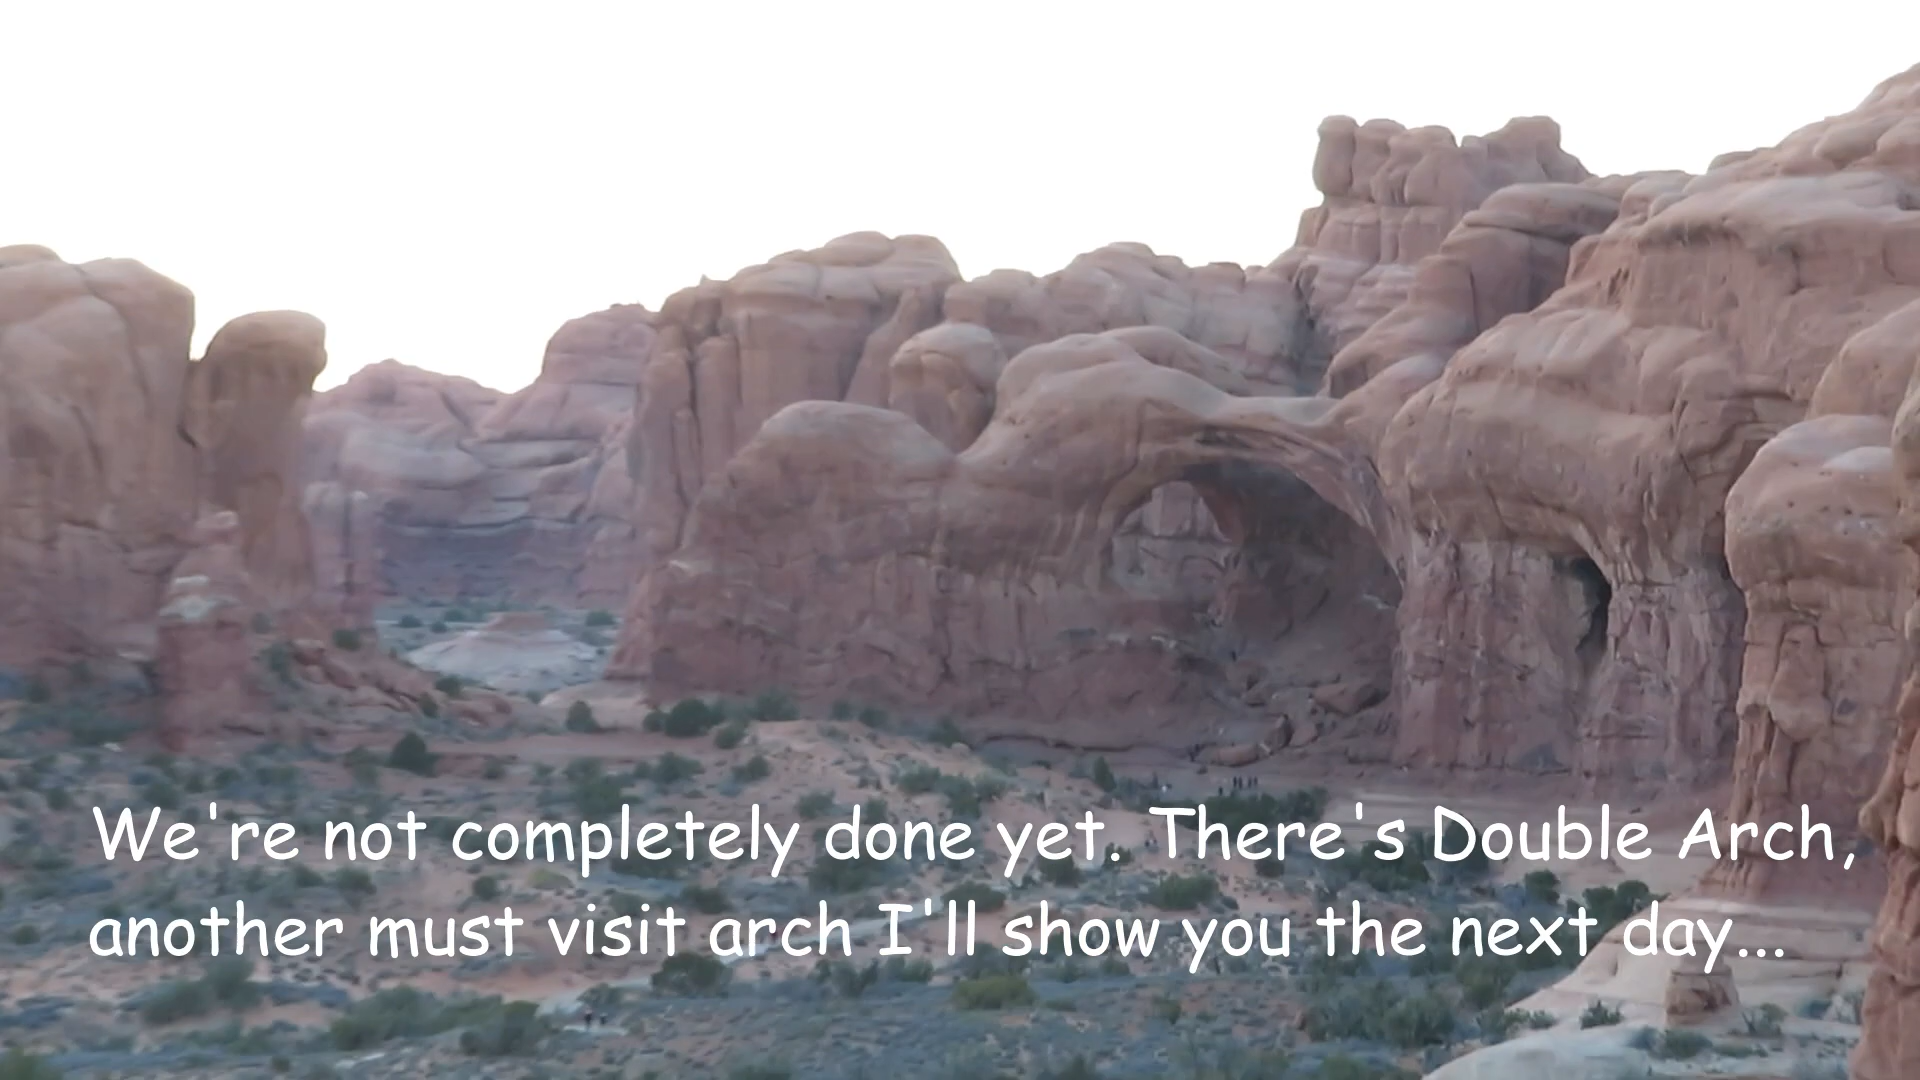 We're not completely done yet. There's Double Arch,
another must visit arch I'll show you the next day...